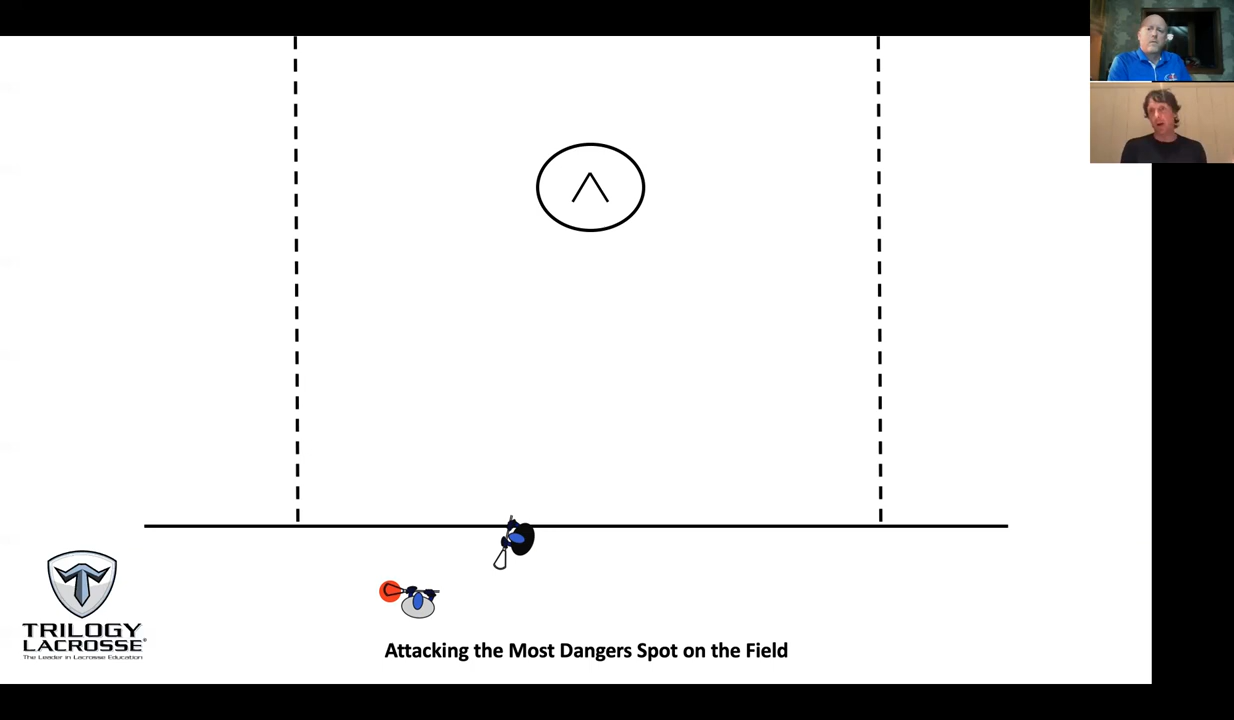 TRILOGY
LACROSSE®
The Leader in Lacrosse Education
Attacking the Most Dangers Spot on the Field